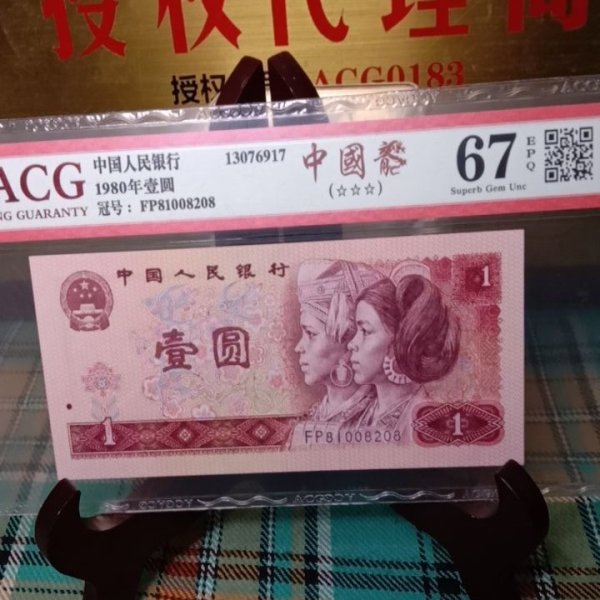 授权代理商
授权 ACG0183
ACG
NG GUARANTY
中国人民银行
1980年壹圆
冠号：FP81008208
13076917
中國龍
(☆☆☆)
67
EPQ
Superb Gem Unc
中国人民银行
1
壹圆
1
FP81008208
1